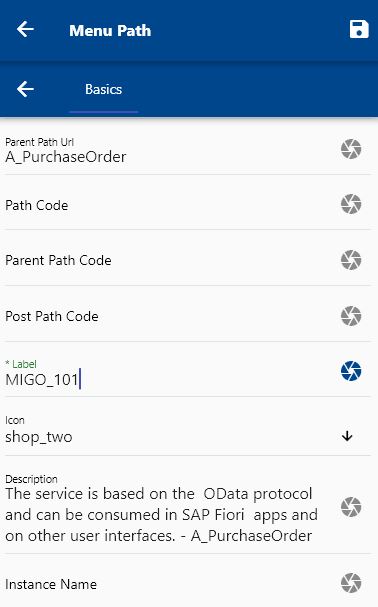 Menu Path
Basics
Parent Path Url
A_PurchaseOrder
Path Code
Parent Path Code
Post Path Code
* Label
MIGO_101
Icon
shop_two
Description
The service is based on the  OData protocol
and can be consumed in SAP Fiori  apps and
on other user interfaces. - A_PurchaseOrder
Instance Name